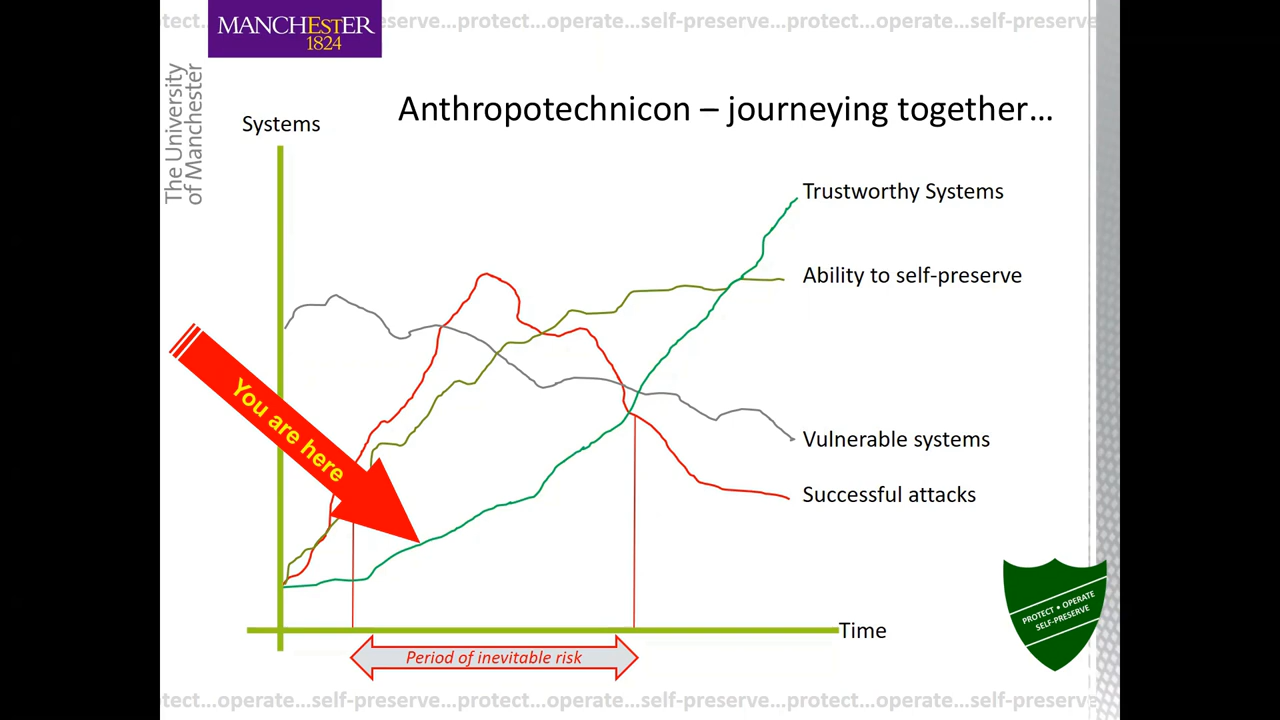 tect...operate...self-preserve...protect...operate...self-preserve...protect...operate...self-preserve
MANCHESTER
1824
The University
of Manchester
Anthropotechnicon – journeying together...
Systems
Trustworthy Systems
Ability to self-preserve
You are here
Vulnerable systems
Successful attacks
PROTECT • OPERATE
SELF-PRESERVE
Time
Period of inevitable risk
tect...operate...self-preserve...protect...operate...self-preserve...protect...operate...self-preserve